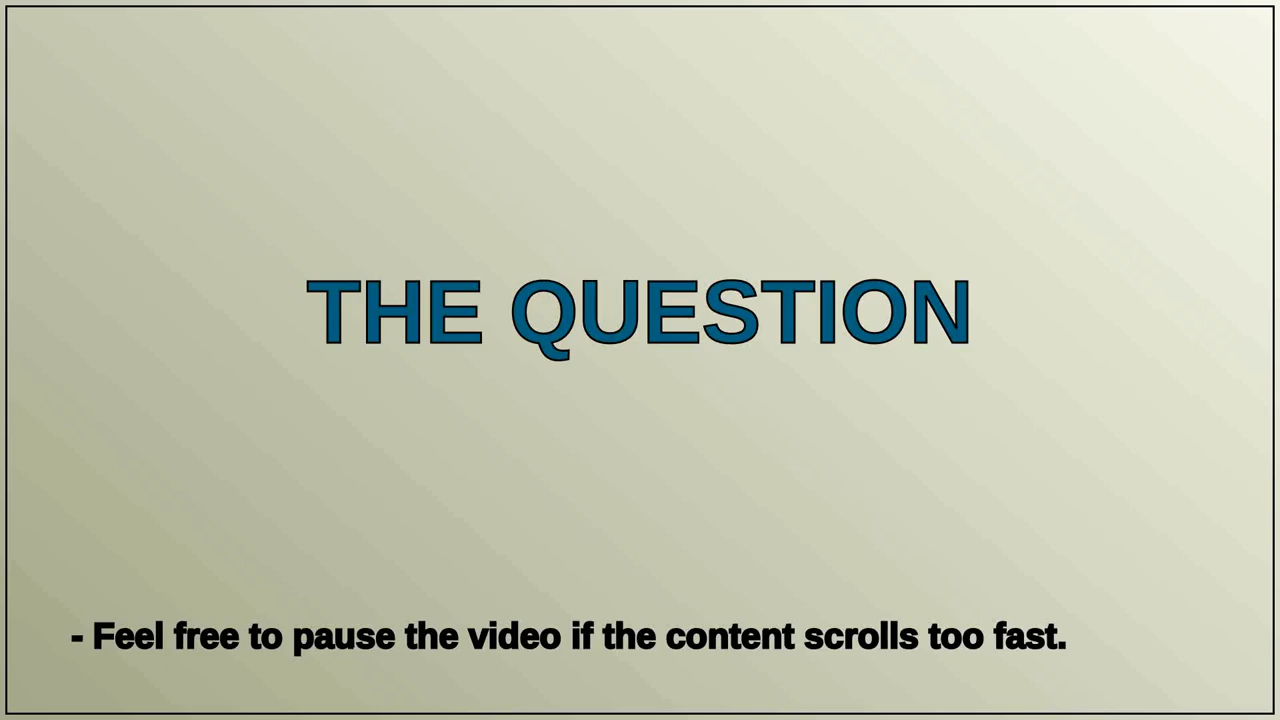 THE QUESTION
- Feel free to pause the video if the content scrolls too fast.